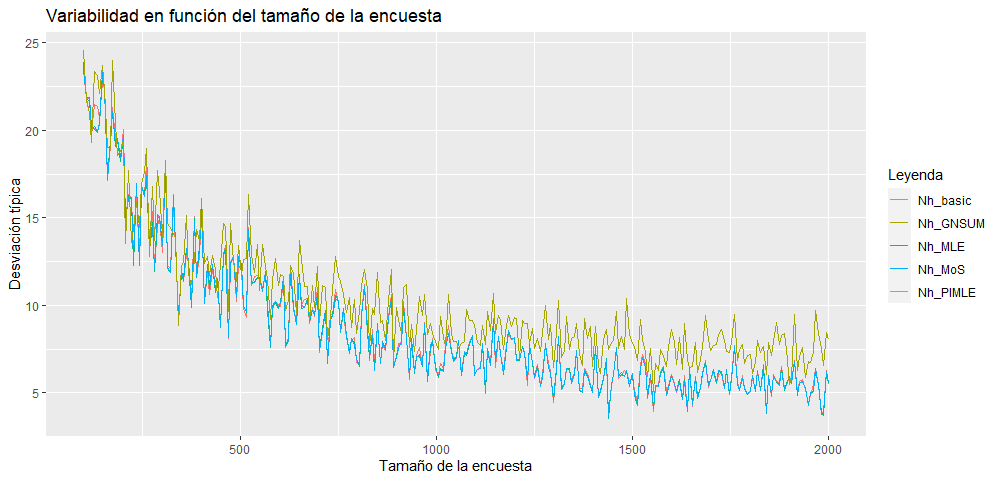 Variabilidad en función del tamaño de la encuesta
Desviación típica
25
20
15
10
5
500
1000
1500
2000
Tamaño de la encuesta
Leyenda
Nh_basic
Nh_GNSUM
Nh_MLE
Nh_MoS
Nh_PIMLE